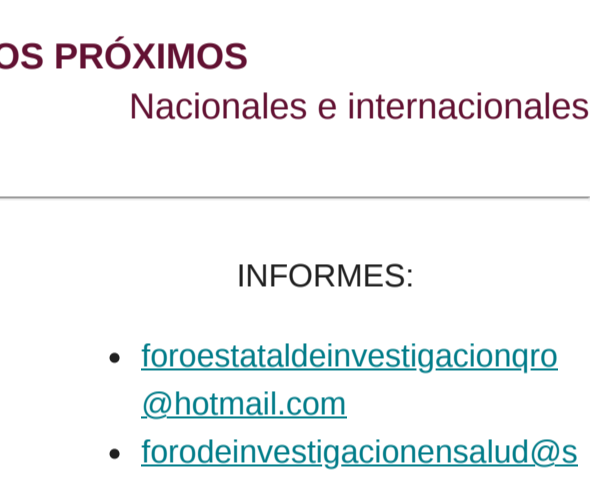 OS PRÓXIMOS
Nacionales e internacionales
INFORMES:
foroestataldeinvestigacionqro
@hotmail.com
forodeinvestigacionensalud@s